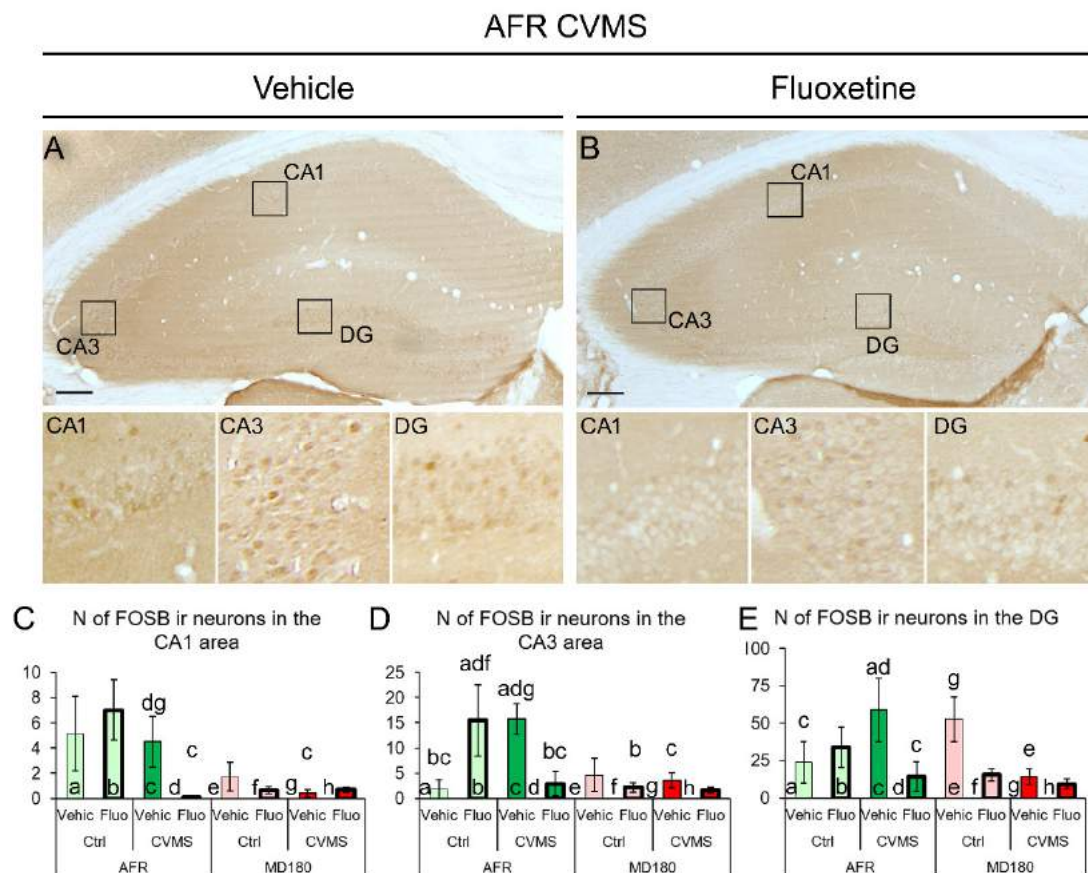 AFR CVMS
Vehicle
Fluoxetine
A
CA1
CA3
DG
B
CA1
CA3
DG
CA1
CA3
DG
CA1
CA3
DG
C
N of FOSB ir neurons in the
CA1 area
10
8
6
4
2
0
dg
c
c
a b c d e f g h
Vehic Fluo Vehic Fluo Vehic Fluo Vehic Fluo
Ctrl CVMS Ctrl CVMS
AFR MD180
D
N of FOSB ir neurons in the
CA3 area
25
20
15
10
5
0
bc
adf
adg
bc
b
c
a b c d e f g h
Vehic Fluo Vehic Fluo Vehic Fluo Vehic Fluo
Ctrl CVMS Ctrl CVMS
AFR MD180
E
N of FOSB ir neurons in the DG
100
75
50
25
0
c
ad
c
g
e
a b c d e f g h
Vehic Fluo Vehic Fluo Vehic Fluo Vehic Fluo
Ctrl CVMS Ctrl CVMS
AFR MD180